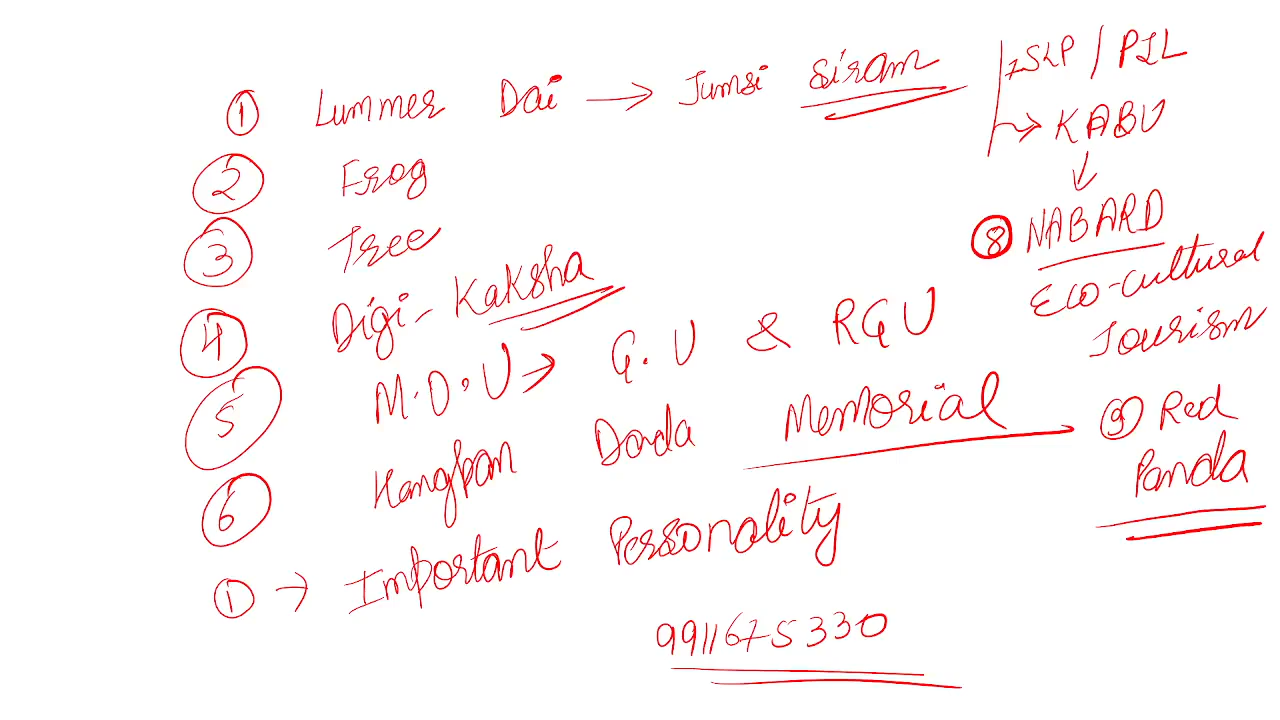 ① Lummer Dai → Jumsi Siram
② Frog
③ Tree
④ Digi-Kaksha
⑤ M.O.U → G.U & RGU
⑥ Hangpan Dada Memorial
① → Important Personality
9911675330
ISLP / PIL
→ KABU
↓
⑧ NABARD
Eco-cultural
Tourism
⑨ Red
Panda